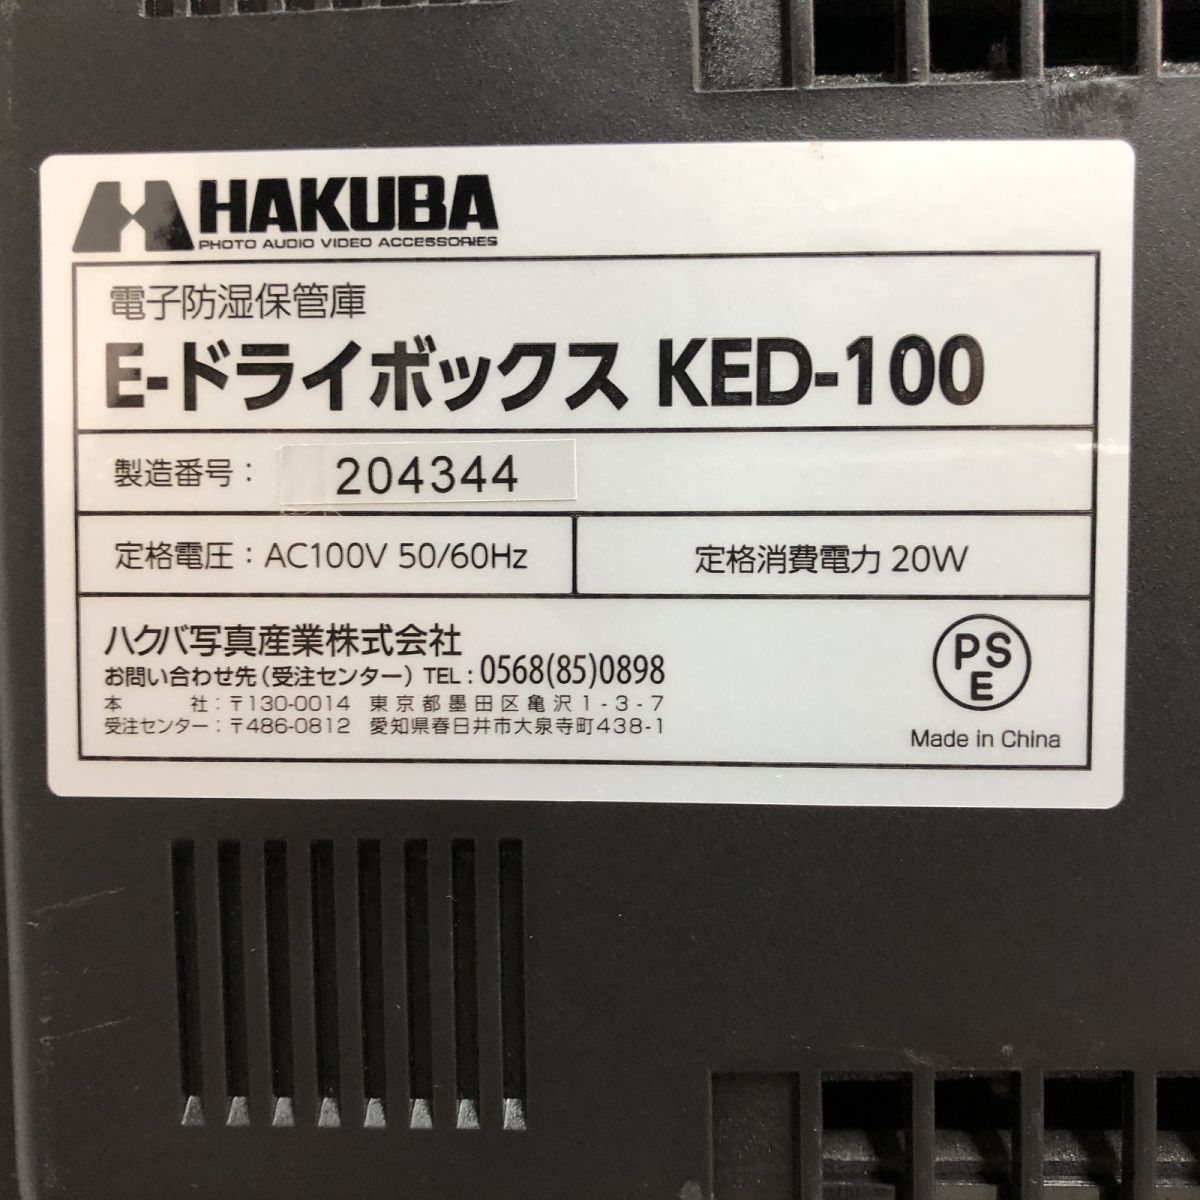 HAKUBA
PHOTO AUDIO VIDEO ACCESSORIES
電子防湿保管庫
E-ドライボックス KED-100
製造番号： 204344
定格電圧：AC100V 50/60Hz
定格消費電力 20W
ハクバ写真産業株式会社
お問い合わせ先（受注センター）TEL：0568(85)0898
本　　　社：〒130-0014 東京都墨田区亀沢1-3-7
受注センター：〒486-0812 愛知県春日井市大泉寺町438-1
PS
E
Made in China